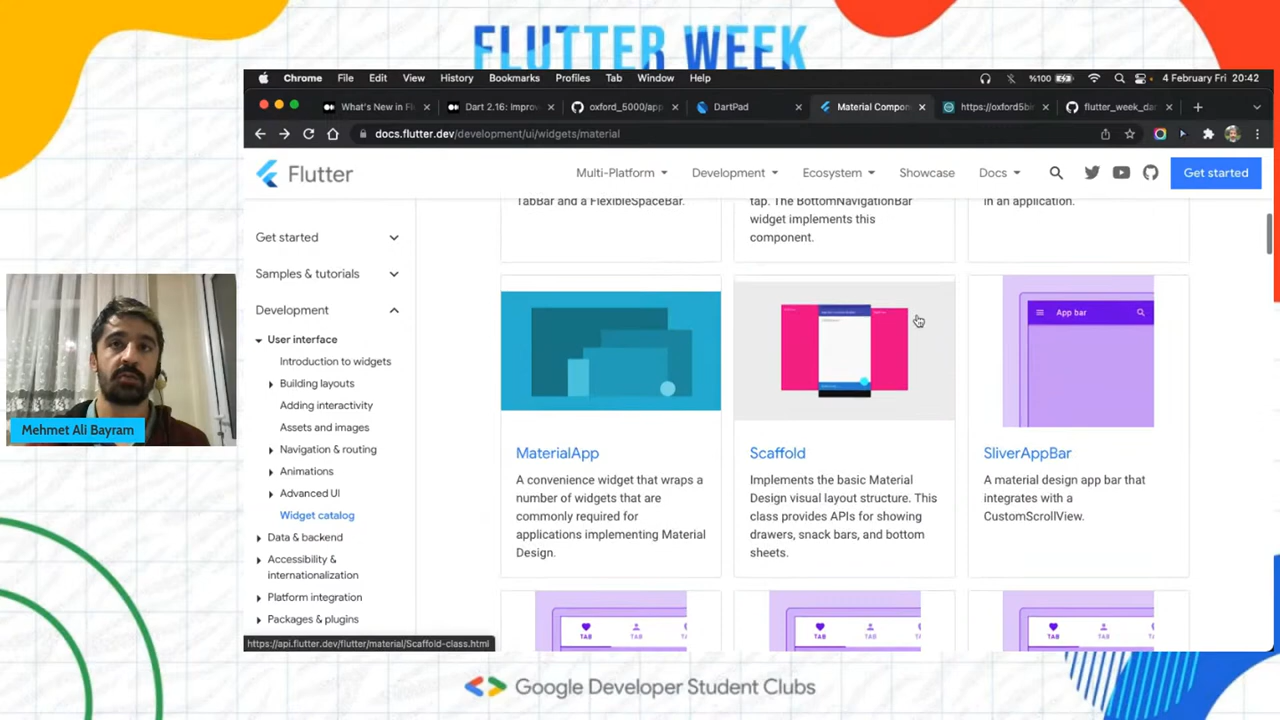 FLUTTER WEEK
Chrome File Edit View History Bookmarks Profiles Tab Window Help
%100 4 February Fri 20:42
What's New in Fl
Dart 2.16: Improv
oxford_5000/app
DartPad
Material Compon
https://oxford5bin
flutter_week_da
docs.flutter.dev/development/ui/widgets/material
Flutter
Multi-Platform
Development
Ecosystem
Showcase
Docs
Get started
Get started
Samples & tutorials
Development
User interface
Introduction to widgets
Building layouts
Adding interactivity
Assets and images
Navigation & routing
Animations
Advanced UI
Widget catalog
Data & backend
Accessibility &
internationalization
Platform integration
Packages & plugins
TabBar and a FlexibleSpaceBar.
tap. The BottomNavigationBar
widget implements this
component.
in an application.
MaterialApp
A convenience widget that wraps a
number of widgets that are
commonly required for
applications implementing Material
Design.
Scaffold
Implements the basic Material
Design visual layout structure. This
class provides APIs for showing
drawers, snack bars, and bottom
sheets.
App bar
SliverAppBar
A material design app bar that
integrates with a
CustomScrollView.
TAB TAB
TAB TAB
TAB TAB
https://api.flutter.dev/flutter/material/Scaffold-class.html
Mehmet Ali Bayram
Google Developer Student Clubs